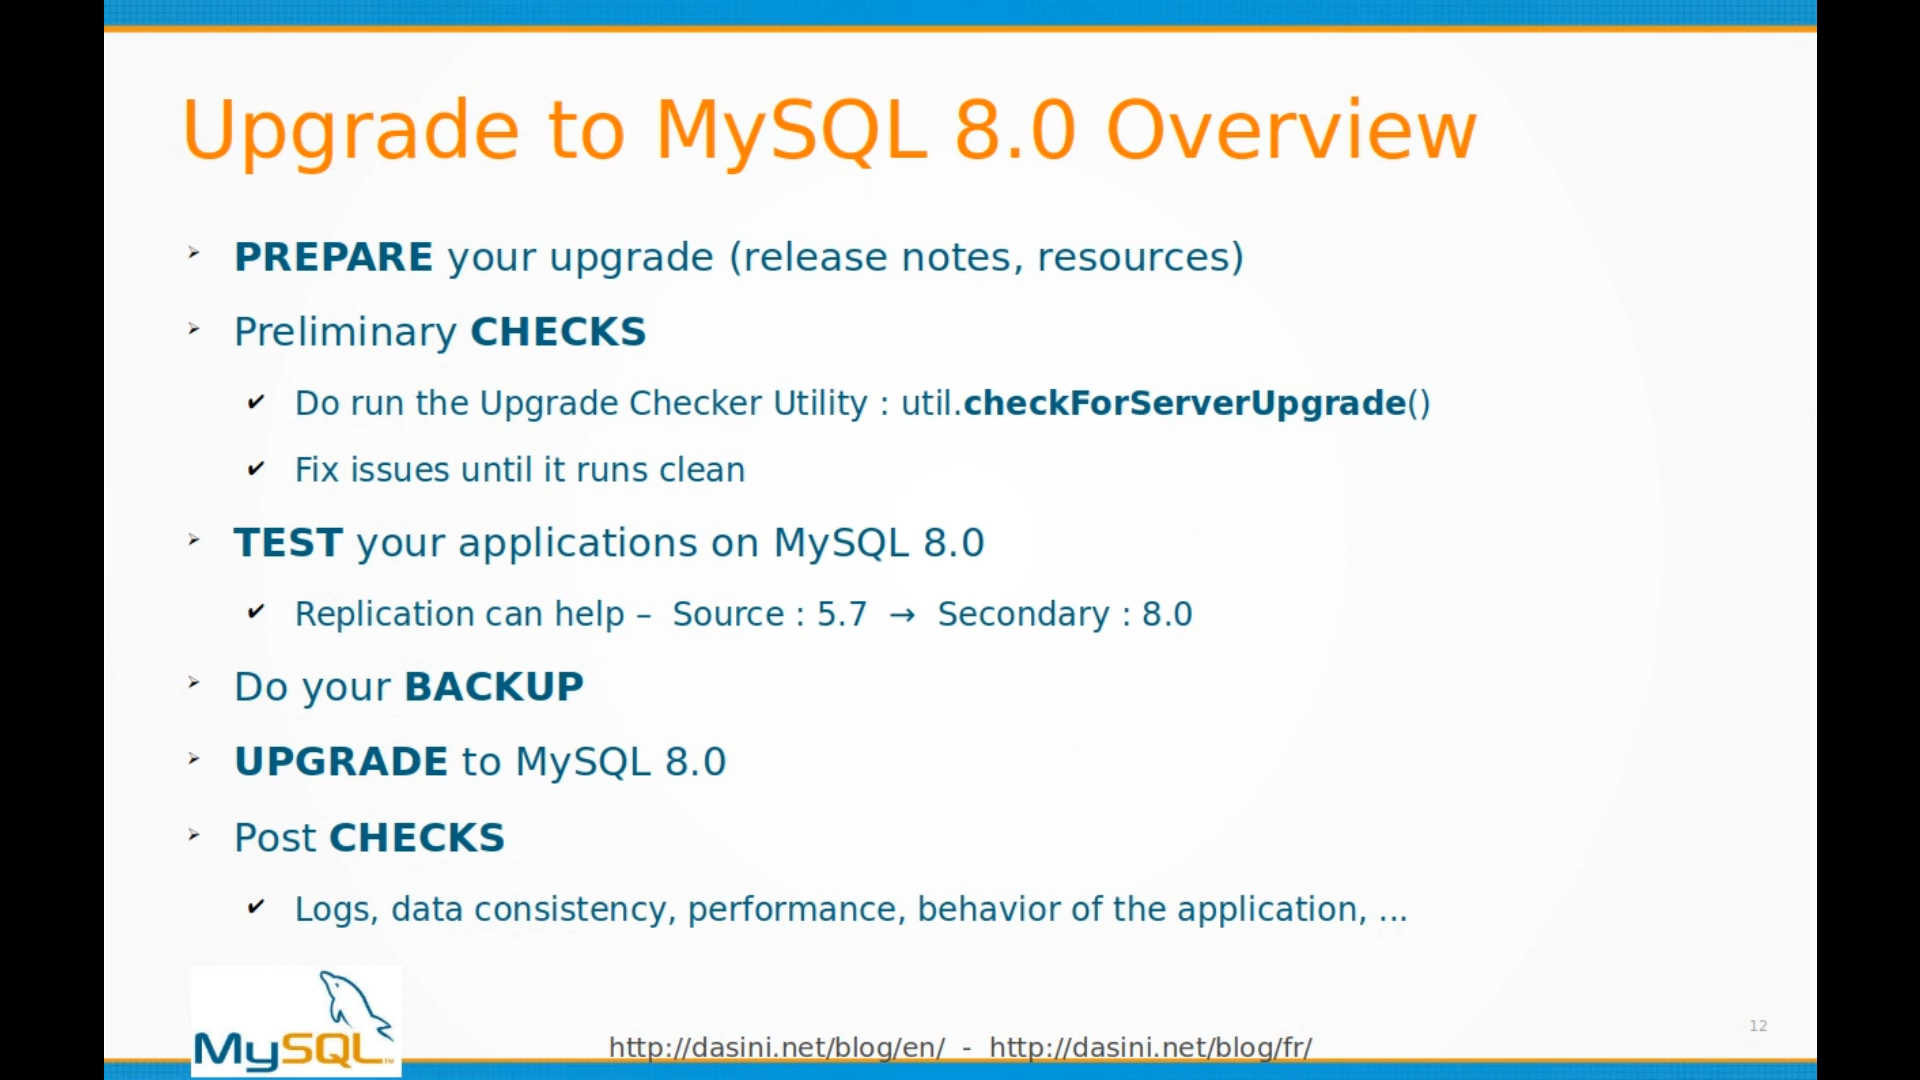 Upgrade to MySQL 8.0 Overview
➢ PREPARE your upgrade (release notes, resources)
➢ Preliminary CHECKS
✔ Do run the Upgrade Checker Utility : util.checkForServerUpgrade()
✔ Fix issues until it runs clean
➢ TEST your applications on MySQL 8.0
✔ Replication can help – Source : 5.7 → Secondary : 8.0
➢ Do your BACKUP
➢ UPGRADE to MySQL 8.0
➢ Post CHECKS
✔ Logs, data consistency, performance, behavior of the application, ...
12
MySQL™
http://dasini.net/blog/en/ - http://dasini.net/blog/fr/